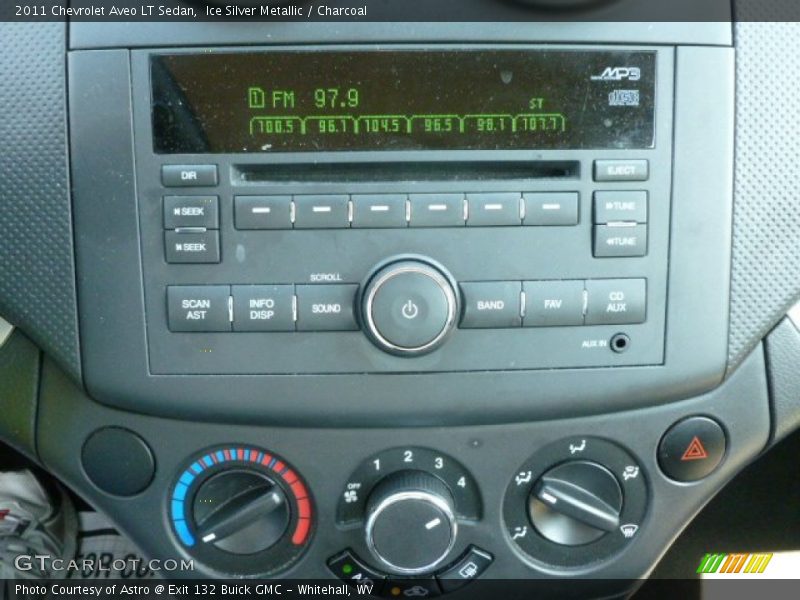 2011 Chevrolet Aveo LT Sedan, Ice Silver Metallic / Charcoal
MP3
1 FM 97.9
ST
100.5 96.1 104.5 96.5 98.1 107.7
DIR
EJECT
SEEK
TUNE
SEEK
TUNE
SCROLL
SCAN AST
INFO DISP
SOUND
BAND
FAV
CD AUX
AUX IN
OFF 1 2 3 4
A/C
GTCarLot.com
FOR CO
Photo Courtesy of Astro @ Exit 132 Buick GMC - Whitehall, WV